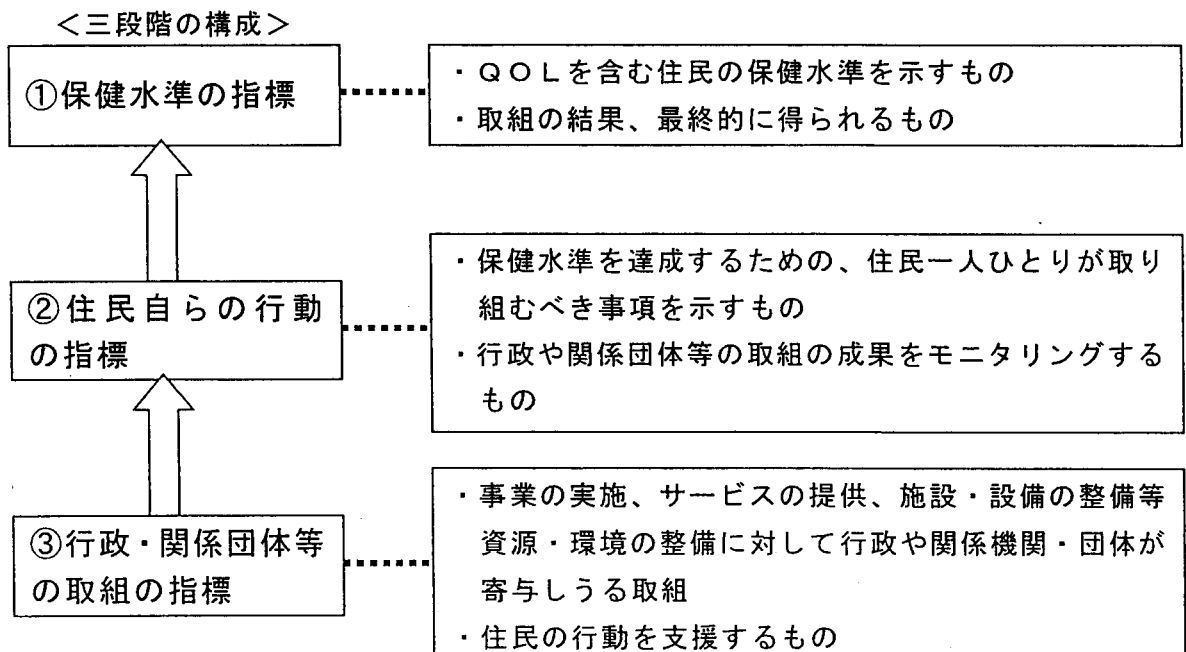 ＜三段階の構成＞
①保健水準の指標
・ＱＯＬを含む住民の保健水準を示すもの
・取組の結果、最終的に得られるもの
②住民自らの行動
の指標
・保健水準を達成するための、住民一人ひとりが取り
組むべき事項を示すもの
・行政や関係団体等の取組の成果をモニタリングする
もの
③行政・関係団体等
の取組の指標
・事業の実施、サービスの提供、施設・設備の整備等
資源・環境の整備に対して行政や関係機関・団体が
寄与しうる取組
・住民の行動を支援するもの